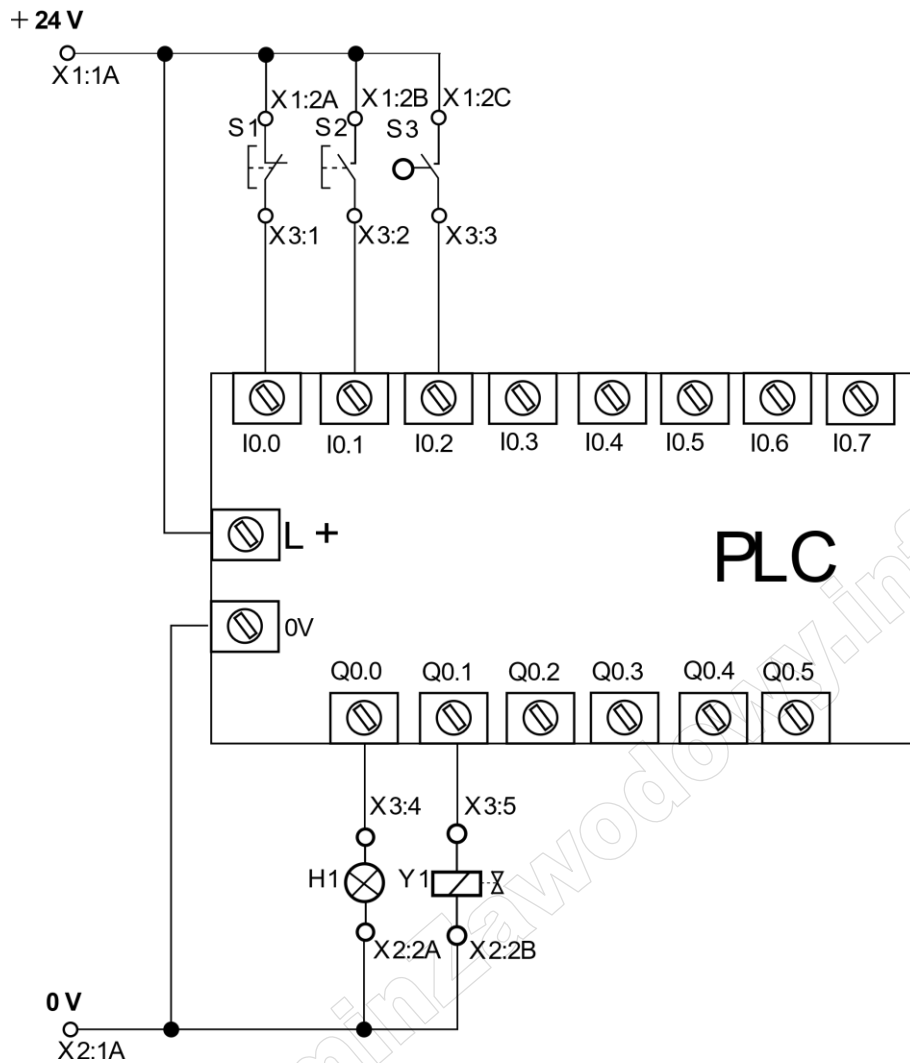 + 24 V
X1:1A
X1:2A X1:2B X1:2C
S1 S2 S3
X3:1 X3:2 X3:3
I0.0 I0.1 I0.2 I0.3 I0.4 I0.5 I0.6 I0.7
L +
PLC
0V
Q0.0 Q0.1 Q0.2 Q0.3 Q0.4 Q0.5
X3:4 X3:5
H1 Y1
X2:2A X2:2B
0 V
X2:1A
minZawodowy.inf